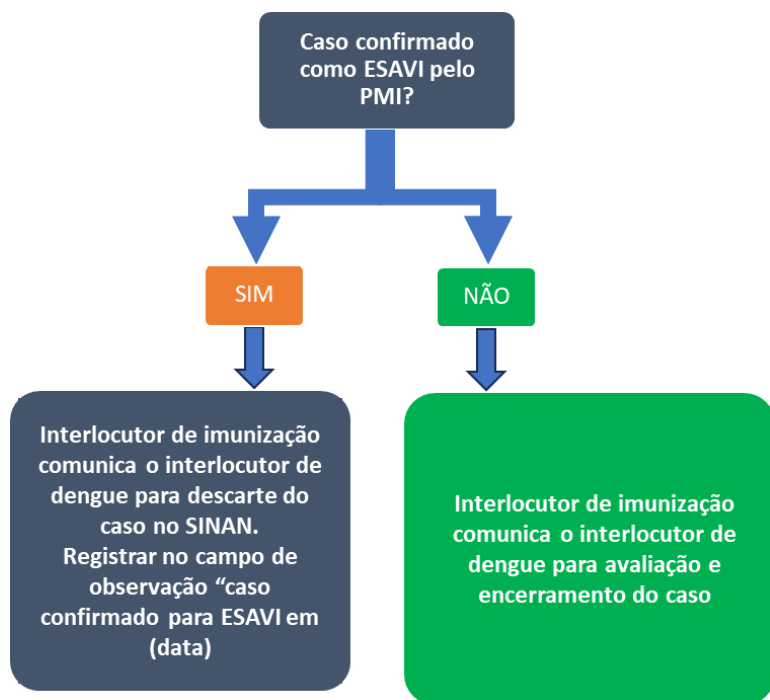 Caso confirmado
como ESAVI pelo
PMI?
SIM
NÃO
Interlocutor de imunização
comunica o interlocutor de
dengue para descarte do
caso no SINAN.
Registrar no campo de
observação “caso
confirmado para ESAVI em
(data)
Interlocutor de imunização
comunica o interlocutor de
dengue para avaliação e
encerramento do caso